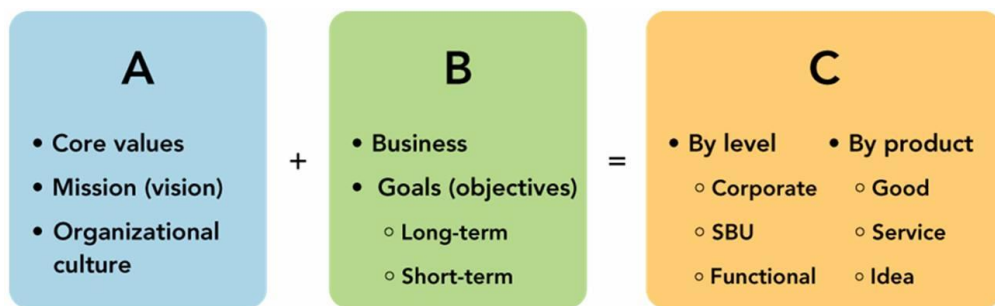 A
• Core values
• Mission (vision)
• Organizational
culture
+
B
• Business
• Goals (objectives)
○ Long-term
○ Short-term
=
C
• By level
○ Corporate
○ SBU
○ Functional
• By product
○ Good
○ Service
○ Idea